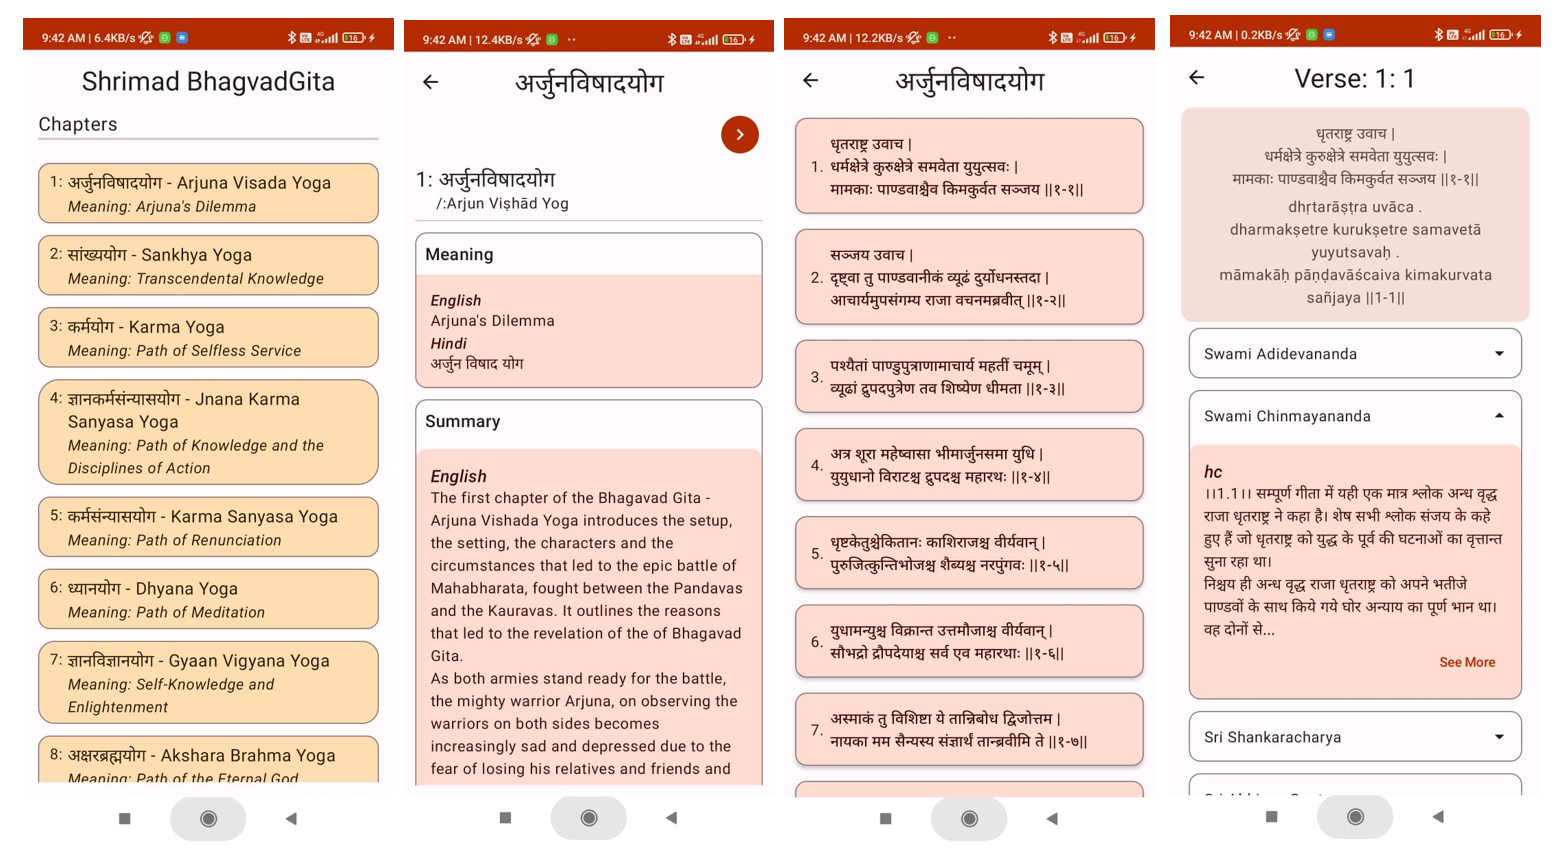 9:42 AM | 6.4KB/s
16
Shrimad BhagvadGita
Chapters
1: अर्जुनविषादयोग - Arjuna Visada Yoga
Meaning: Arjuna's Dilemma
2: सांख्ययोग - Sankhya Yoga
Meaning: Transcendental Knowledge
3: कर्मयोग - Karma Yoga
Meaning: Path of Selfless Service
4: ज्ञानकर्मसंन्यासयोग - Jnana Karma
Sanyasa Yoga
Meaning: Path of Knowledge and the
Disciplines of Action
5: कर्मसंन्यासयोग - Karma Sanyasa Yoga
Meaning: Path of Renunciation
6: ध्यानयोग - Dhyana Yoga
Meaning: Path of Meditation
7: ज्ञानविज्ञानयोग - Gyaan Vigyana Yoga
Meaning: Self-Knowledge and
Enlightenment
8: अक्षरब्रह्मयोग - Akshara Brahma Yoga
Meaning: Path of the Eternal God
9:42 AM | 12.4KB/s
16
अर्जुनविषादयोग
1: अर्जुनविषादयोग
/:Arjun Viṣhād Yog
Meaning
English
Arjuna's Dilemma
Hindi
अर्जुन विषाद योग
Summary
English
The first chapter of the Bhagavad Gita -
Arjuna Vishada Yoga introduces the setup,
the setting, the characters and the
circumstances that led to the epic battle of
Mahabharata, fought between the Pandavas
and the Kauravas. It outlines the reasons
that led to the revelation of the of Bhagavad
Gita.
As both armies stand ready for the battle,
the mighty warrior Arjuna, on observing the
warriors on both sides becomes
increasingly sad and depressed due to the
fear of losing his relatives and friends and
9:42 AM | 12.2KB/s
16
अर्जुनविषादयोग
धृतराष्ट्र उवाच |
1. धर्मक्षेत्रे कुरुक्षेत्रे समवेता युयुत्सवः |
मामकाः पाण्डवाश्चैव किमकुर्वत सञ्जय ||१-१||
सञ्जय उवाच |
2. दृष्ट्वा तु पाण्डवानीकं व्यूढं दुर्योधनस्तदा |
आचार्यमुपसंगम्य राजा वचनमब्रवीत् ||१-२||
पश्यैतां पाण्डुपुत्राणामाचार्य महतीं चमूम् |
3. व्यूढां द्रुपदपुत्रेण तव शिष्येण धीमता ||१-३||
अत्र शूरा महेष्वासा भीमार्जुनसमा युधि |
4. युयुधानो विराटश्च द्रुपदश्च महारथः ||१-४||
धृष्टकेतुश्चेकितानः काशिराजश्च वीर्यवान् |
5. पुरुजित्कुन्तिभोजश्च शैब्यश्च नरपुंगवः ||१-५||
युधामन्युश्च विक्रान्त उत्तमौजाश्च वीर्यवान् |
6. सौभद्रो द्रौपदेयाश्च सर्व एव महारथाः ||१-६||
अस्माकं तु विशिष्टा ये तान्निबोध द्विजोत्तम |
7. नायका मम सैन्यस्य संज्ञार्थं तान्ब्रवीमि ते ||१-७||
9:42 AM | 0.2KB/s
16
Verse: 1: 1
धृतराष्ट्र उवाच |
धर्मक्षेत्रे कुरुक्षेत्रे समवेता युयुत्सवः |
मामकाः पाण्डवाश्चैव किमकुर्वत सञ्जय ||१-१||
dhṛtarāṣṭra uvāca .
dharmakṣetre kurukṣetre samavetā
yuyutsavaḥ .
māmakāḥ pāṇḍavāścaiva kimakurvata
sañjaya ||1-1||
Swami Adidevananda
Swami Chinmayananda
hc
।।1.1।। सम्पूर्ण गीता में यही एक मात्र श्लोक अन्ध वृद्ध
राजा धृतराष्ट्र ने कहा है। शेष सभी श्लोक संजय के कहे
हुए हैं जो धृतराष्ट्र को युद्ध के पूर्व की घटनाओं का वृत्तान्त
सुना रहा था।
निश्चय ही अन्ध वृद्ध राजा धृतराष्ट्र को अपने भतीजे
पाण्डवों के साथ किये गये घोर अन्याय का पूर्ण भान था।
वह दोनों से...
See More
Sri Shankaracharya